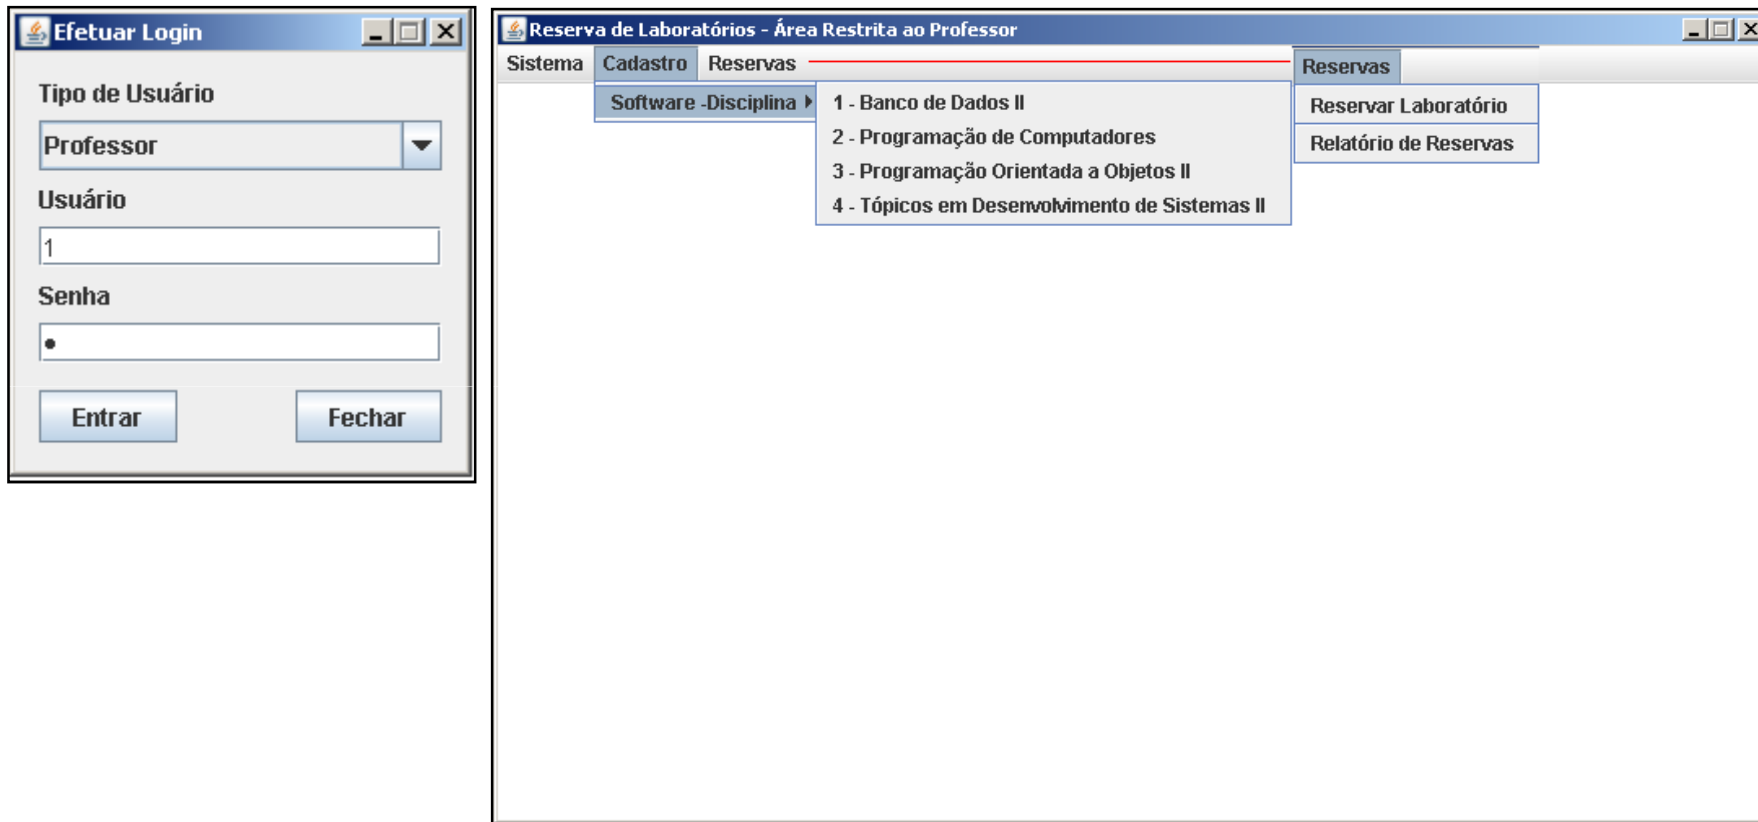 Efetuar Login
Tipo de Usuário
Professor
Usuário
1
Senha
Entrar Fechar
Reserva de Laboratórios - Área Restrita ao Professor
Sistema Cadastro Reservas
Software -Disciplina
1 - Banco de Dados II
2 - Programação de Computadores
3 - Programação Orientada a Objetos II
4 - Tópicos em Desenvolvimento de Sistemas II
Reservas
Reservar Laboratório
Relatório de Reservas